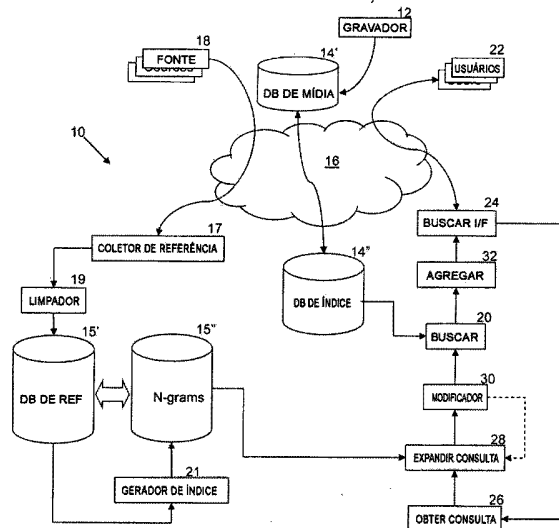 12
GRAVADOR
18
FONTE
14'
DB DE MÍDIA
22
USUÁRIOS
10
16
24
BUSCAR I/F
17
COLETOR DE REFERÊNCIA
14"
DB DE ÍNDICE
32
AGREGAR
19
LIMPADOR
20
BUSCAR
15'
DB DE REF
15"
N-grams
30
MODIFICADOR
28
EXPANDIR CONSULTA
21
GERADOR DE ÍNDICE
26
OBTER CONSULTA